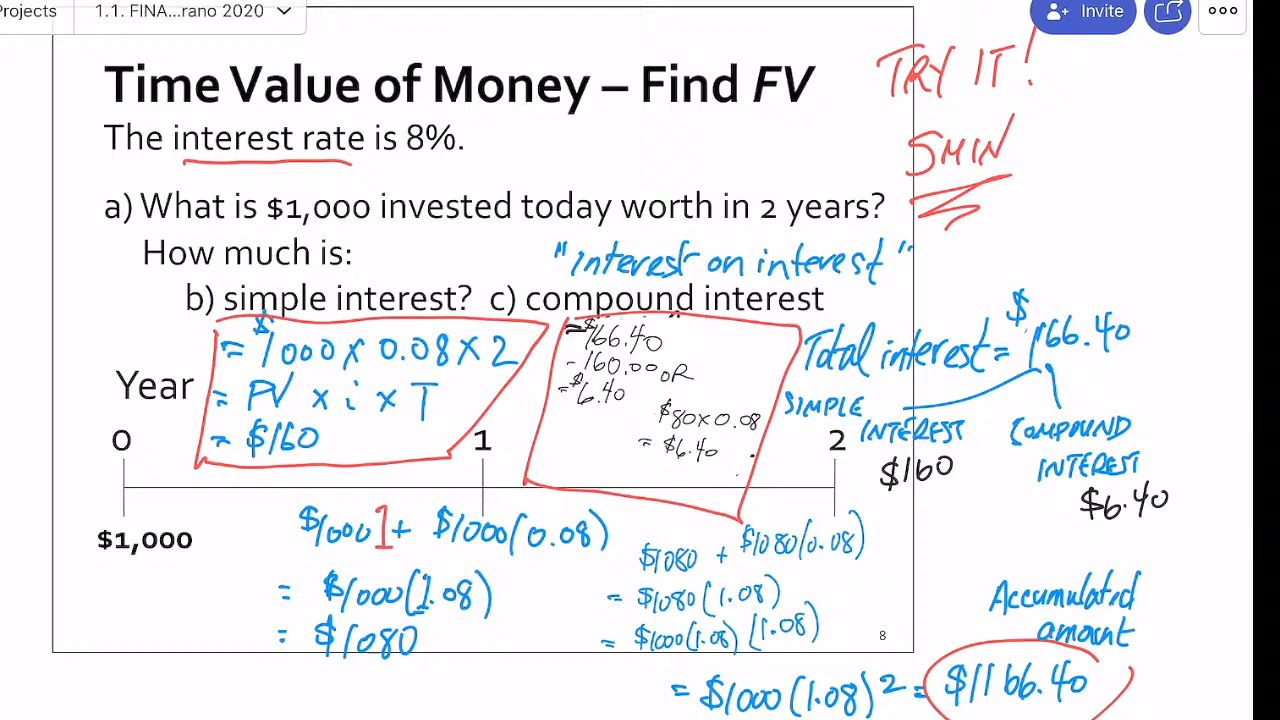 Projects
1.1. FINA...rano 2020
Invite
Time Value of Money – Find FV
TRY IT!
5MIN
The interest rate is 8%.
a) What is $1,000 invested today worth in 2 years?
How much is:
"Interest on interest"
b) simple interest? c) compound interest
= $1000 x 0.08 x 2
= PV x i x T
= $160
= $166.40
- 160.00 OR
= $6.40
$80 x 0.08
= $6.40
Total interest = $166.40
SIMPLE
INTEREST
$160
COMPOUND
INTEREST
$6.40
Year
0
1
2
$1,000
$1000 1 + $1000(0.08)
= $1000(1.08)
= $1080
$1080 + $1080(0.08)
= $1080(1.08)
= $1000(1.08)(1.08)
= $1000(1.08)2 = $1166.40
Accumulated
amount
8